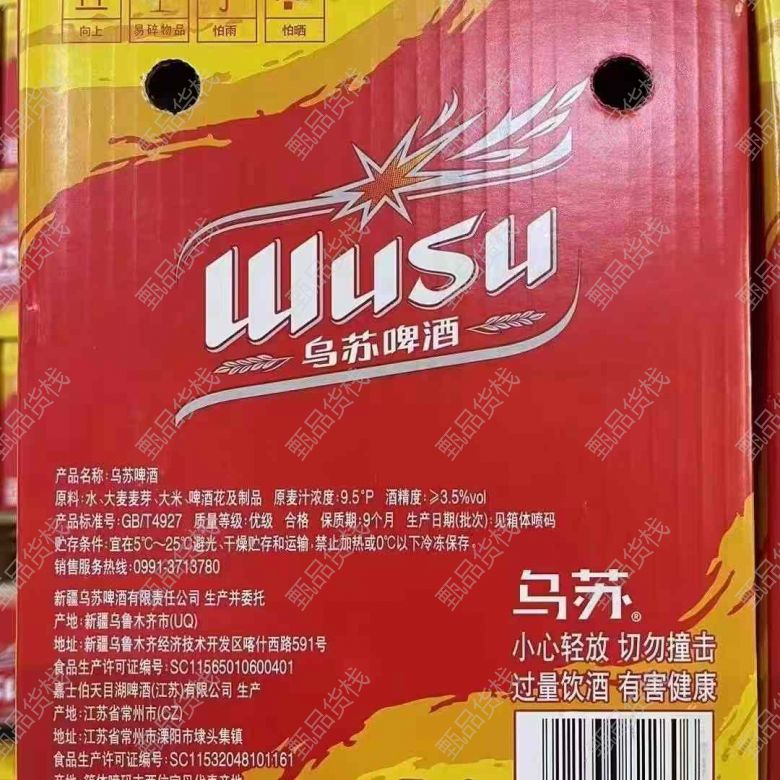 向上 易碎物品 怕雨 怕晒
wusu
乌苏啤酒
产品名称:乌苏啤酒
原料:水、大麦麦芽、大米、啤酒花及制品 原麦汁浓度:9.5°P 酒精度:≥3.5%vol
产品标准号:GB/T4927 质量等级:优级 合格 保质期:9个月 生产日期(批次):见箱体喷码
贮存条件:宜在5℃~25℃避光、干燥贮存和运输,禁止加热或0℃以下冷冻保存。
销售服务热线:0991-3713780
新疆乌苏啤酒有限责任公司 生产并委托
产地:新疆乌鲁木齐市(UQ)
地址:新疆乌鲁木齐经济技术开发区喀什西路591号
食品生产许可证编号:SC11565010600401
嘉士伯天目湖啤酒(江苏)有限公司 生产
产地:江苏省常州市(CZ)
地址:江苏省常州市溧阳市埭头集镇
食品生产许可证编号:SC11532048101161
乌苏®
小心轻放 切勿撞击
过量饮酒 有害健康
甄品货栈